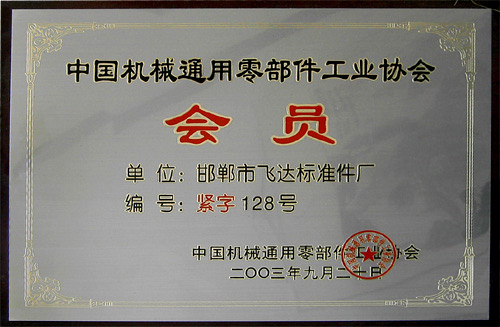 中国机械通用零部件工业协会
会员
单位：邯郸市飞达标准件厂
编号：紧字128号
中国机械通用零部件工业协会
二〇〇三年九月二十日